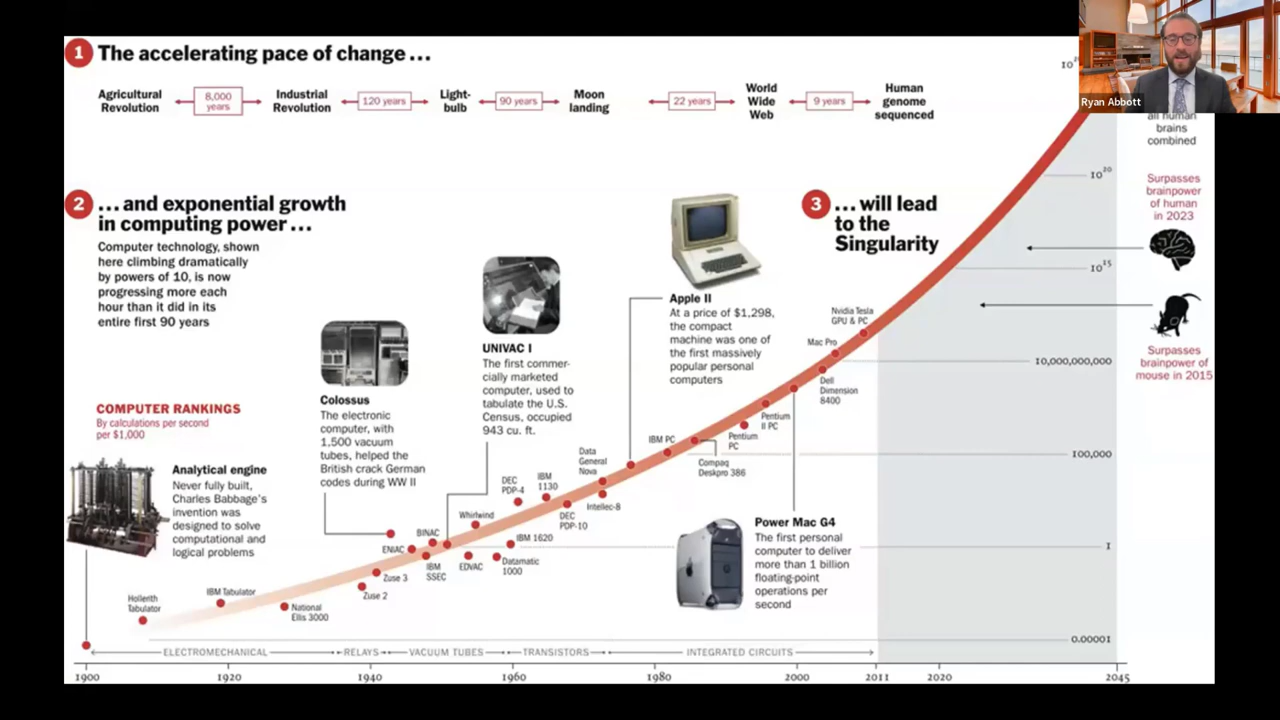 1 The accelerating pace of change...
Agricultural
Revolution
8,000
years
Industrial
Revolution
120 years
Light-
bulb
90 years
Moon
landing
22 years
World
Wide
Web
9 years
Human
genome
sequenced
Ryan Abbott
all human
brains
combined
2 ...and exponential growth
in computing power...
Computer technology, shown
here climbing dramatically
by powers of 10, is now
progressing more each
hour than it did in its
entire first 90 years
3 ...will lead
to the
Singularity
10²⁰
Surpasses
brainpower
of human
in 2023
10¹⁵
Surpasses
brainpower of
mouse in 2015
10,000,000,000
100,000
1
0.00001
COMPUTER RANKINGS
By calculations per second
per $1,000
Analytical engine
Never fully built,
Charles Babbage's
invention was
designed to solve
computational and
logical problems
Colossus
The electronic
computer, with
1,500 vacuum
tubes, helped the
British crack German
codes during WW II
UNIVAC I
The first commer-
cially marketed
computer, used to
tabulate the U.S.
Census, occupied
943 cu. ft.
Apple II
At a price of $1,298,
the compact
machine was one of
the first massively
popular personal
computers
Power Mac G4
The first personal
computer to deliver
more than 1 billion
floating-point
operations per
second
Hollerith
Tabulator
IBM Tabulator
National
Ellis 3000
Zuse 2
Zuse 3
ENIAC
BINAC
IBM
SSEC
Whirlwind
EDVAC
Datamatic
1000
IBM 1620
DEC
PDP-4
IBM
1130
DEC
PDP-10
Data
General
Nova
Intellec-8
IBM PC
Compaq
Deskpro 386
Pentium
PC
Pentium
II PC
Dell
Dimension
8400
Mac Pro
Nvidia Tesla
GPU & PC
ELECTROMECHANICAL
RELAYS
VACUUM TUBES
TRANSISTORS
INTEGRATED CIRCUITS
1900
1920
1940
1960
1980
2000
2011
2020
2045